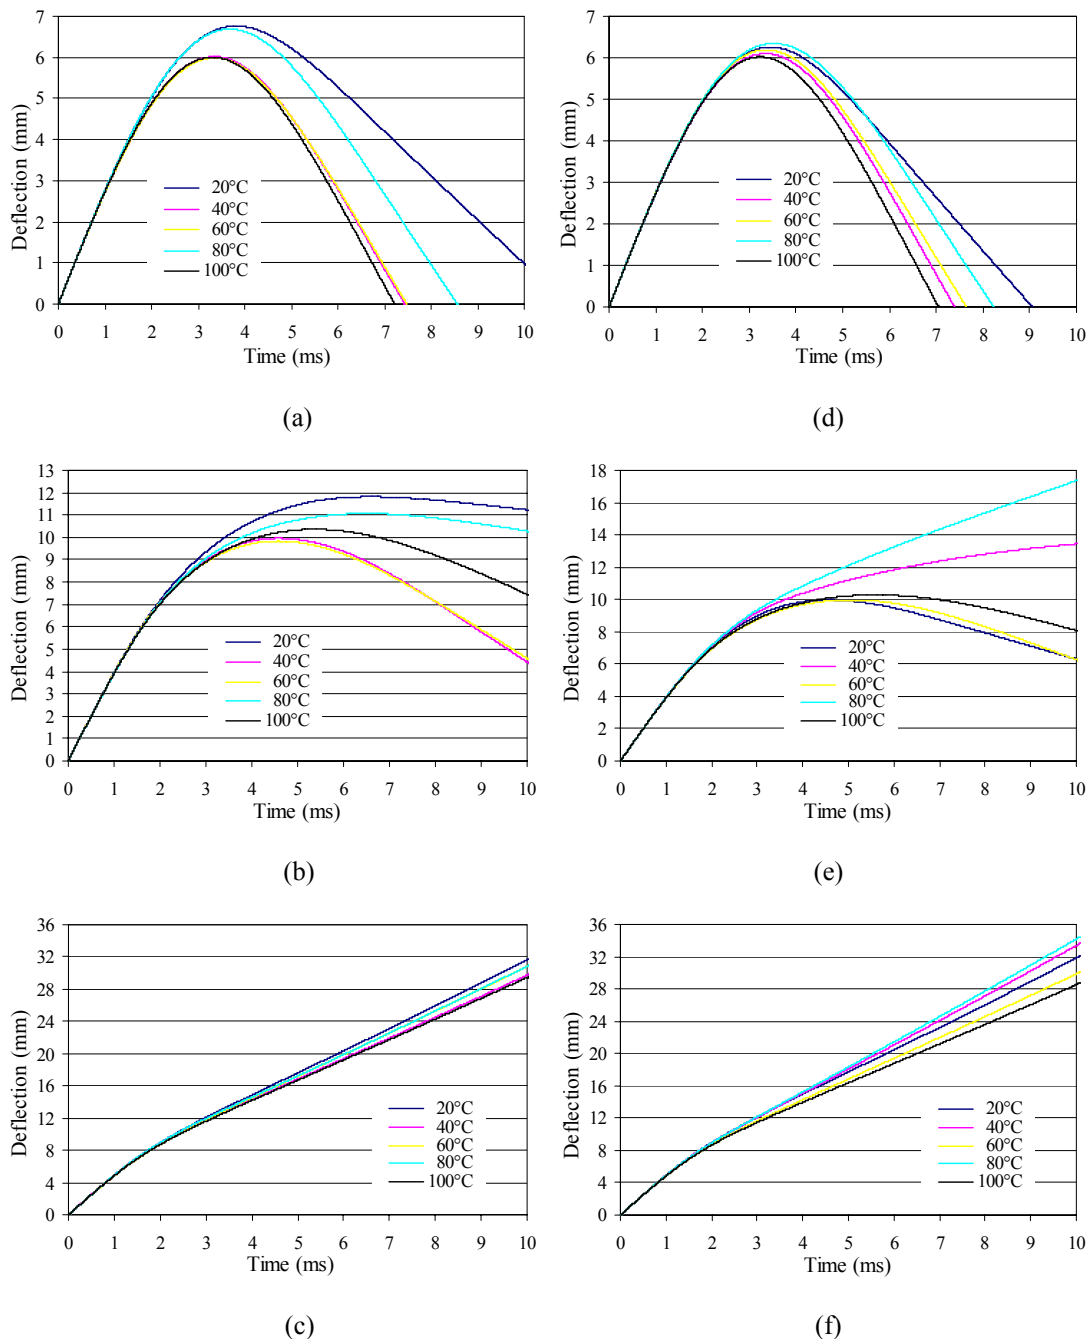 7
6
5
4
3
2
1
0
Deflection (mm)
20°C
40°C
60°C
80°C
100°C
0 1 2 3 4 5 6 7 8 9 10
Time (ms)
(a)
7
6
5
4
3
2
1
0
Deflection (mm)
20°C
40°C
60°C
80°C
100°C
0 1 2 3 4 5 6 7 8 9 10
Time (ms)
(d)
13
12
11
10
9
8
7
6
5
4
3
2
1
0
Deflection (mm)
20°C
40°C
60°C
80°C
100°C
0 1 2 3 4 5 6 7 8 9 10
Time (ms)
(b)
18
16
14
12
10
8
6
4
2
0
Deflection (mm)
20°C
40°C
60°C
80°C
100°C
0 1 2 3 4 5 6 7 8 9 10
Time (ms)
(e)
36
32
28
24
20
16
12
8
4
0
Deflection (mm)
20°C
40°C
60°C
80°C
100°C
0 1 2 3 4 5 6 7 8 9 10
Time (ms)
(c)
36
32
28
24
20
16
12
8
4
0
Deflection (mm)
20°C
40°C
60°C
80°C
100°C
0 1 2 3 4 5 6 7 8 9 10
Time (ms)
(f)